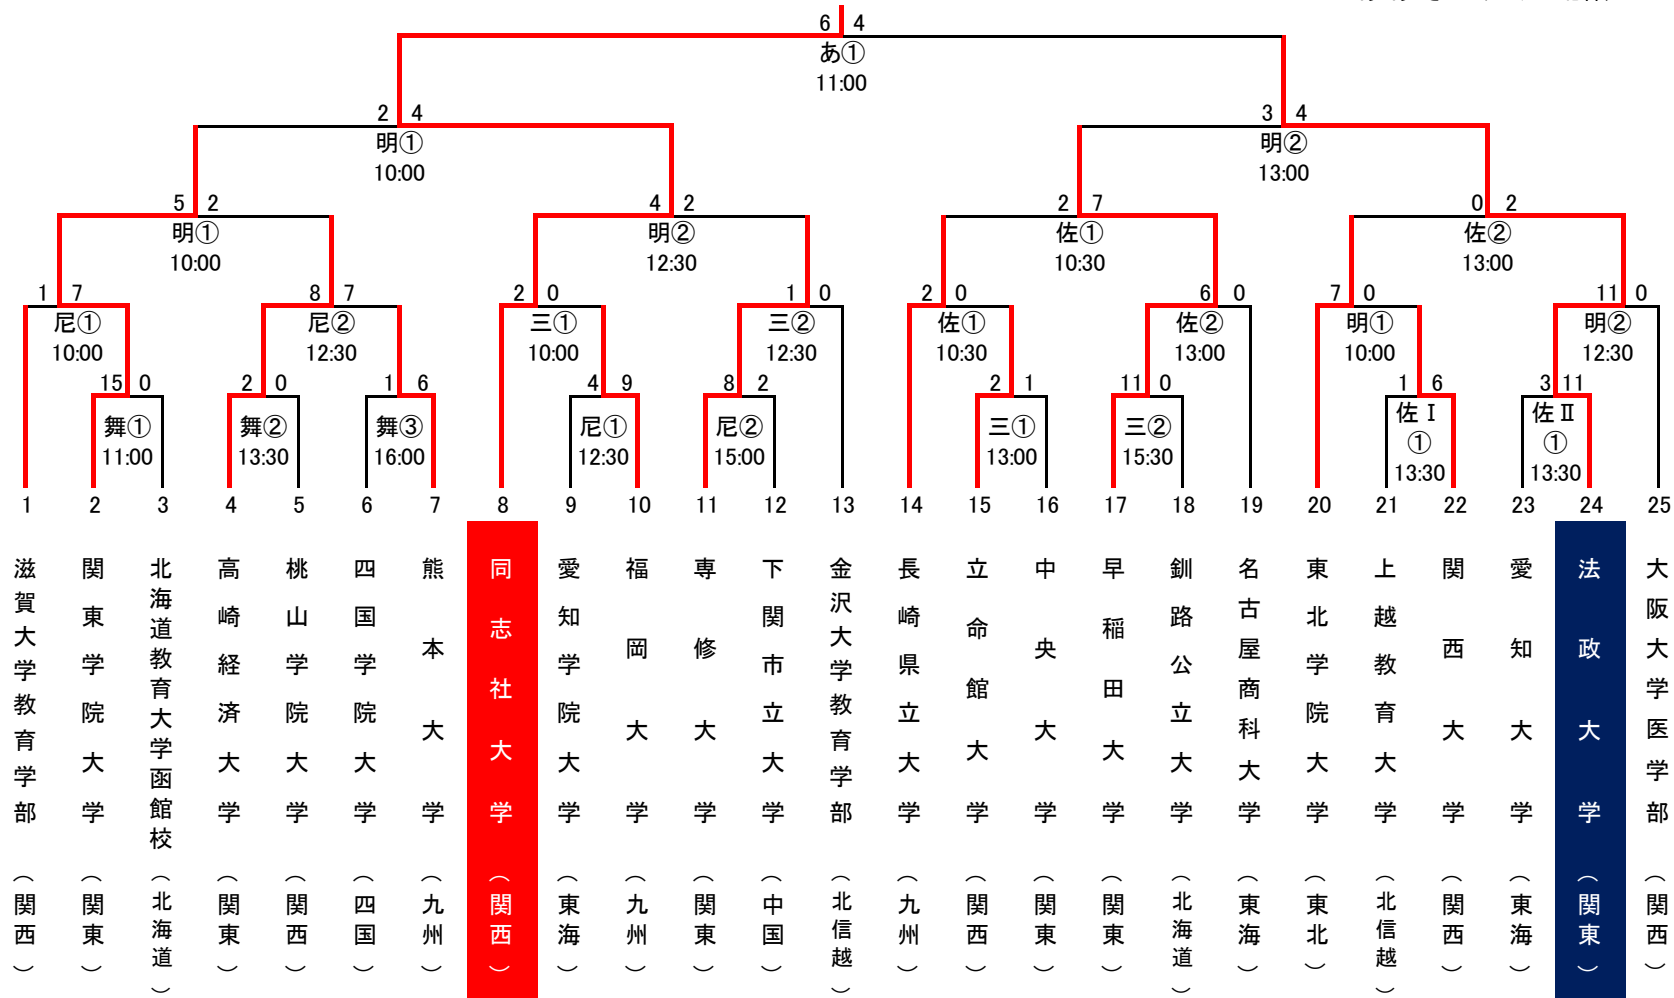 6 4
あ①
11:00
2 4
明①
10:00
3 4
明②
13:00
5 2
明①
10:00
4 2
明②
12:30
2 7
佐①
10:30
0 2
佐②
13:00
1 7
尼①
10:00
8 7
尼②
12:30
2 0
三①
10:00
1 0
三②
12:30
2 0
佐①
10:30
6 0
佐②
13:00
7 0
明①
10:00
11 0
明②
12:30
15 0
舞①
11:00
2 0
舞②
13:30
1 6
舞③
16:00
4 9
尼①
12:30
8 2
尼②
15:00
2 1
三①
13:00
11 0
三②
15:30
1 6
佐Ⅰ
①
13:30
3 11
佐Ⅱ
①
13:30
1 2 3 4 5 6 7 8 9 10 11 12 13 14 15 16 17 18 19 20 21 22 23 24 25
滋賀大学教育学部（関西）
関東学院大学（関東）
北海道教育大学函館校（北海道）
高崎経済大学（関東）
桃山学院大学（関西）
四国学院大学（四国）
熊本大学（九州）
同志社大学（関西）
愛知学院大学（東海）
福岡大学（九州）
専修大学（関東）
下関市立大学（中国）
金沢大学教育学部（北信越）
長崎県立大学（九州）
立命館大学（関西）
中央大学（関東）
早稲田大学（関東）
釧路公立大学（北海道）
名古屋商科大学（東海）
東北学院大学（東北）
上越教育大学（北信越）
関西大学（関西）
愛知大学（東海）
法政大学（関東）
大阪大学医学部（関西）